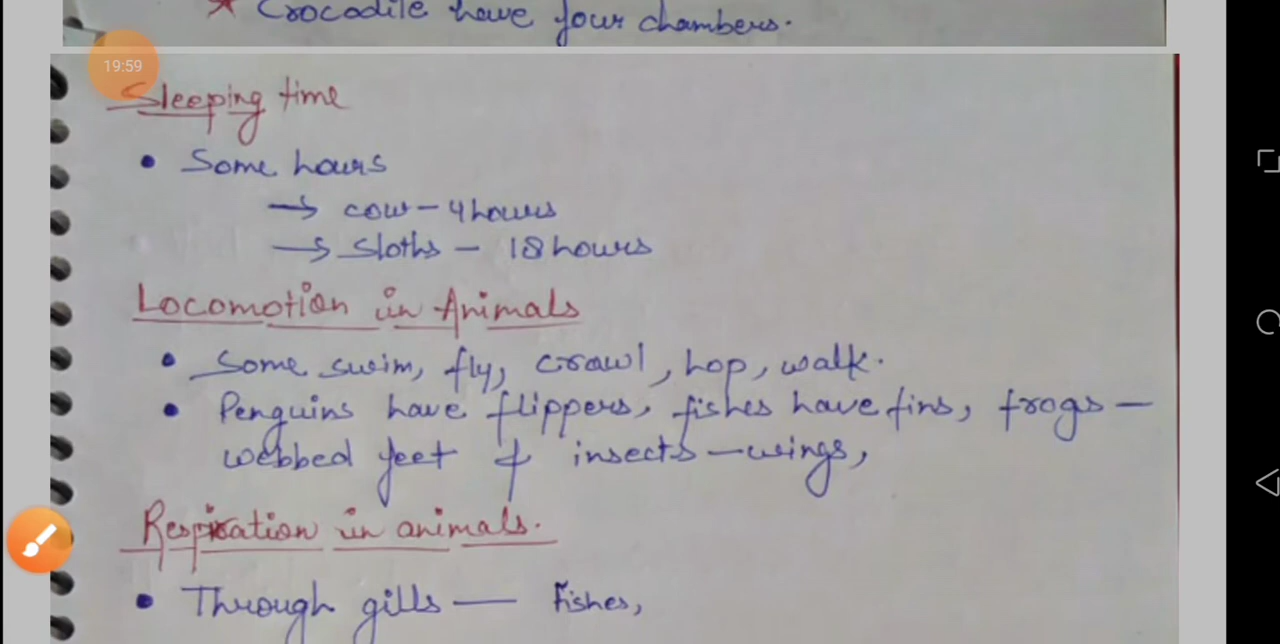 * Crocodile have four chambers.
19:59
Sleeping time
• Some hours
→ cow – 4 hours
→ Sloths – 18 hours
Locomotion in Animals
• Some swim, fly, crawl, hop, walk.
• Penguins have flippers, fishes have fins, frogs –
webbed feet & insects – wings,
Respiration in animals.
• Through gills — Fishes,